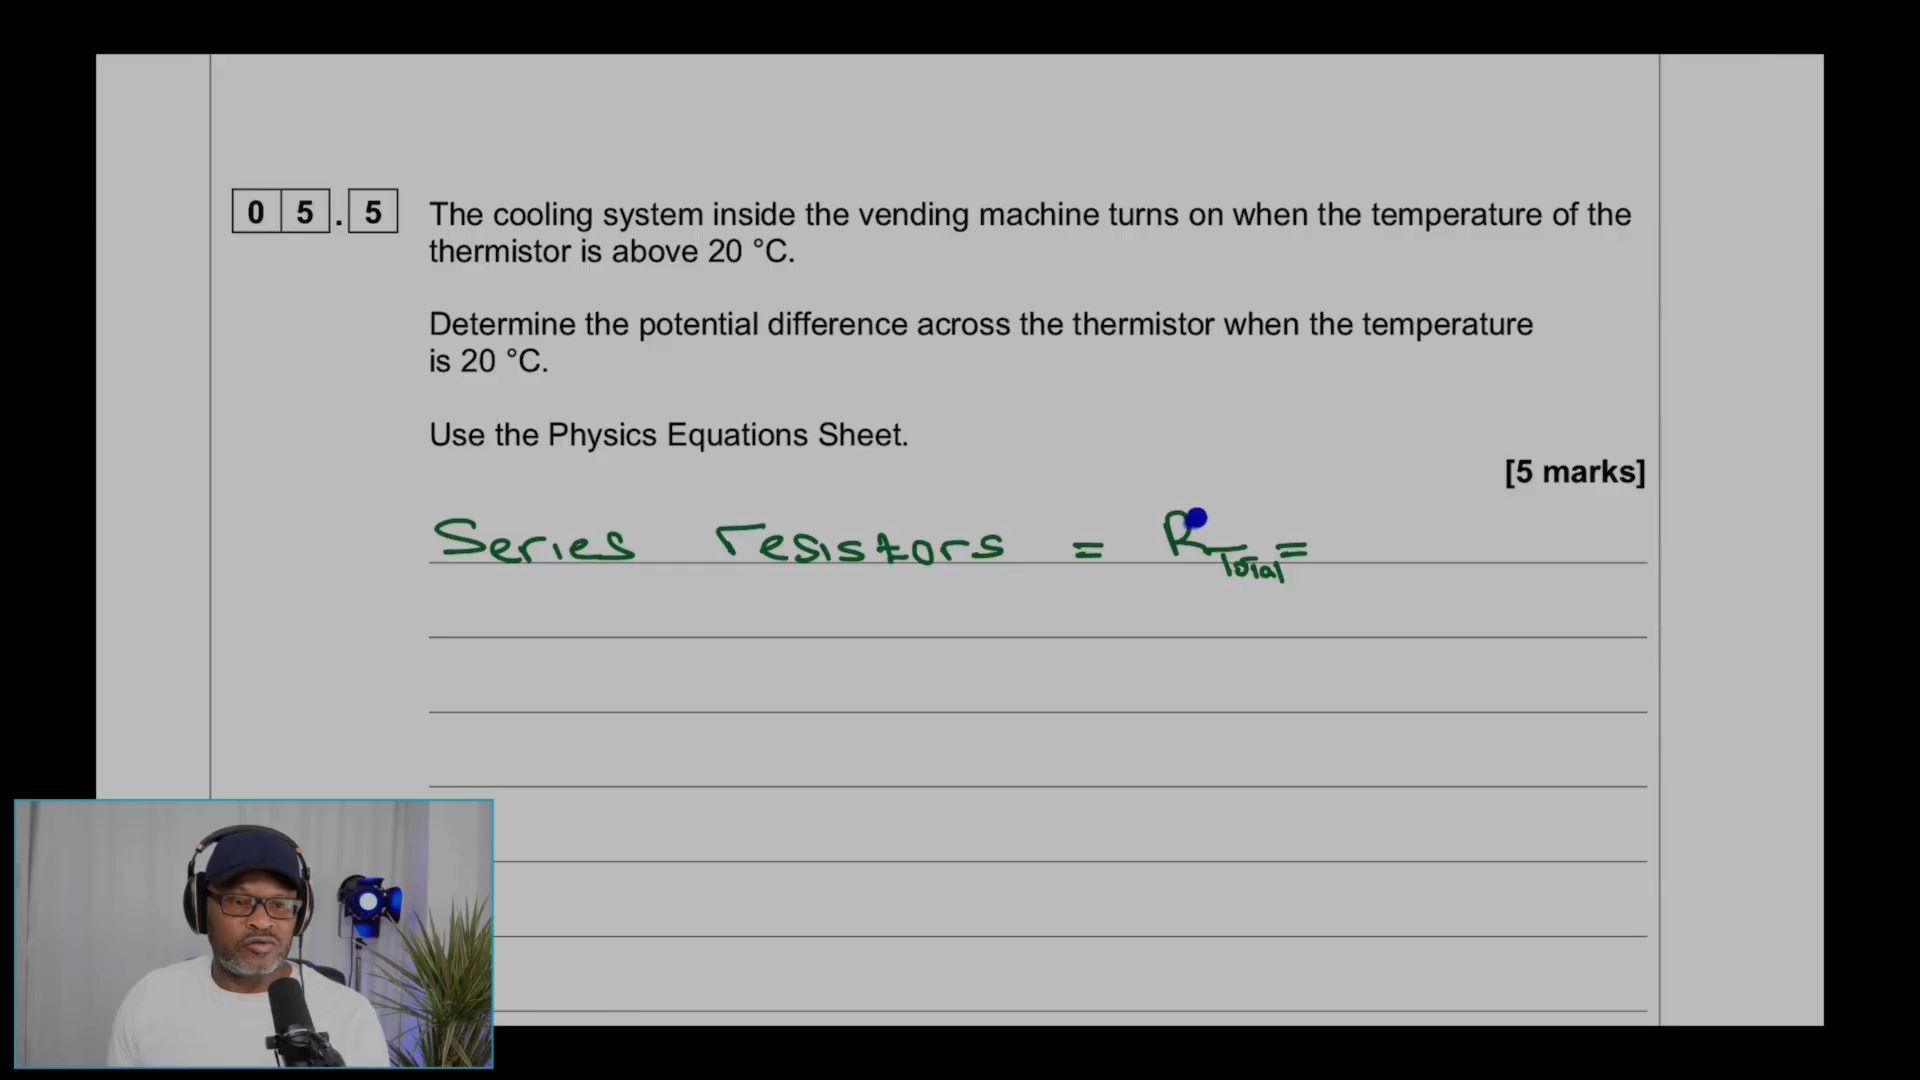 05.5 The cooling system inside the vending machine turns on when the temperature of the
thermistor is above 20 °C.
Determine the potential difference across the thermistor when the temperature
is 20 °C.
Use the Physics Equations Sheet.
[5 marks]
Series resistors = R Total =